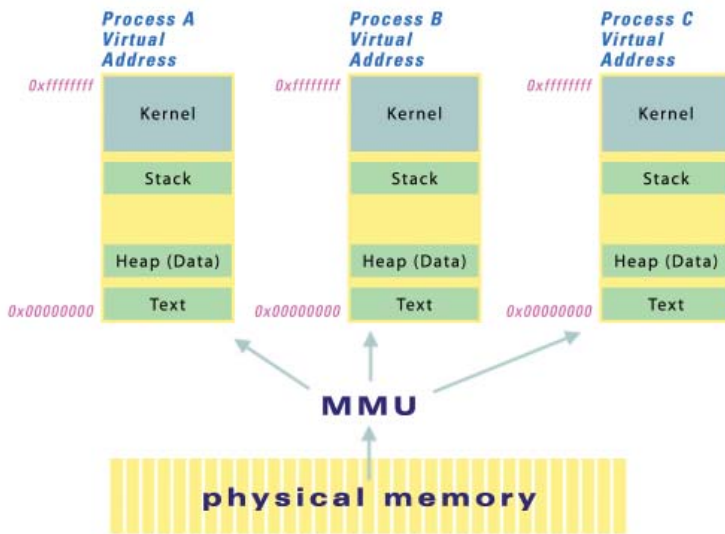 Process A
Virtual
Address
Process B
Virtual
Address
Process C
Virtual
Address
0xffffffff
0xffffffff
0xffffffff
Kernel
Kernel
Kernel
Stack
Stack
Stack
Heap (Data)
Heap (Data)
Heap (Data)
0x00000000
Text
0x00000000
Text
0x00000000
Text
MMU
physical memory